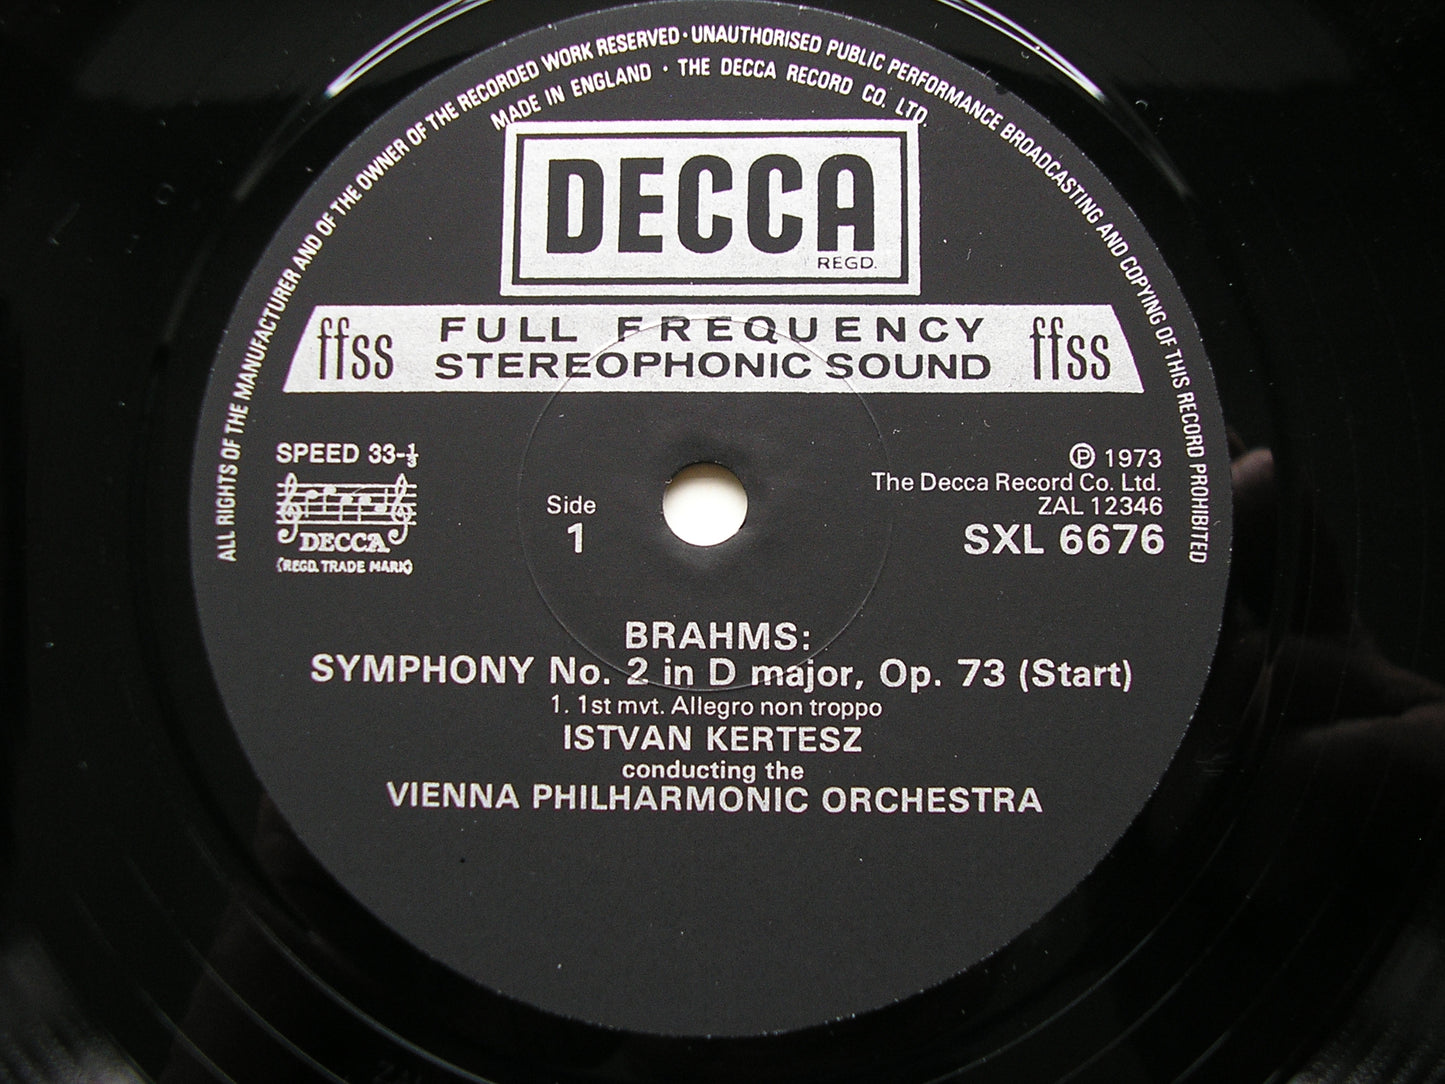 ALL RIGHTS OF THE MANUFACTURER AND OF THE OWNER OF THE RECORDED WORK RESERVED · UNAUTHORISED PUBLIC PERFORMANCE BROADCASTING AND COPYING OF THIS RECORD PROHIBITED
MADE IN ENGLAND · THE DECCA RECORD CO. LTD.
DECCA
REGD.
ffss FULL FREQUENCY ffss
STEREOPHONIC SOUND
SPEED 33-⅓
DECCA
(REGD. TRADE MARK)
Side
1
Ⓟ 1973
The Decca Record Co. Ltd.
ZAL 12346
SXL 6676
BRAHMS:
SYMPHONY No. 2 in D major, Op. 73 (Start)
1. 1st mvt. Allegro non troppo
ISTVAN KERTESZ
conducting the
VIENNA PHILHARMONIC ORCHESTRA